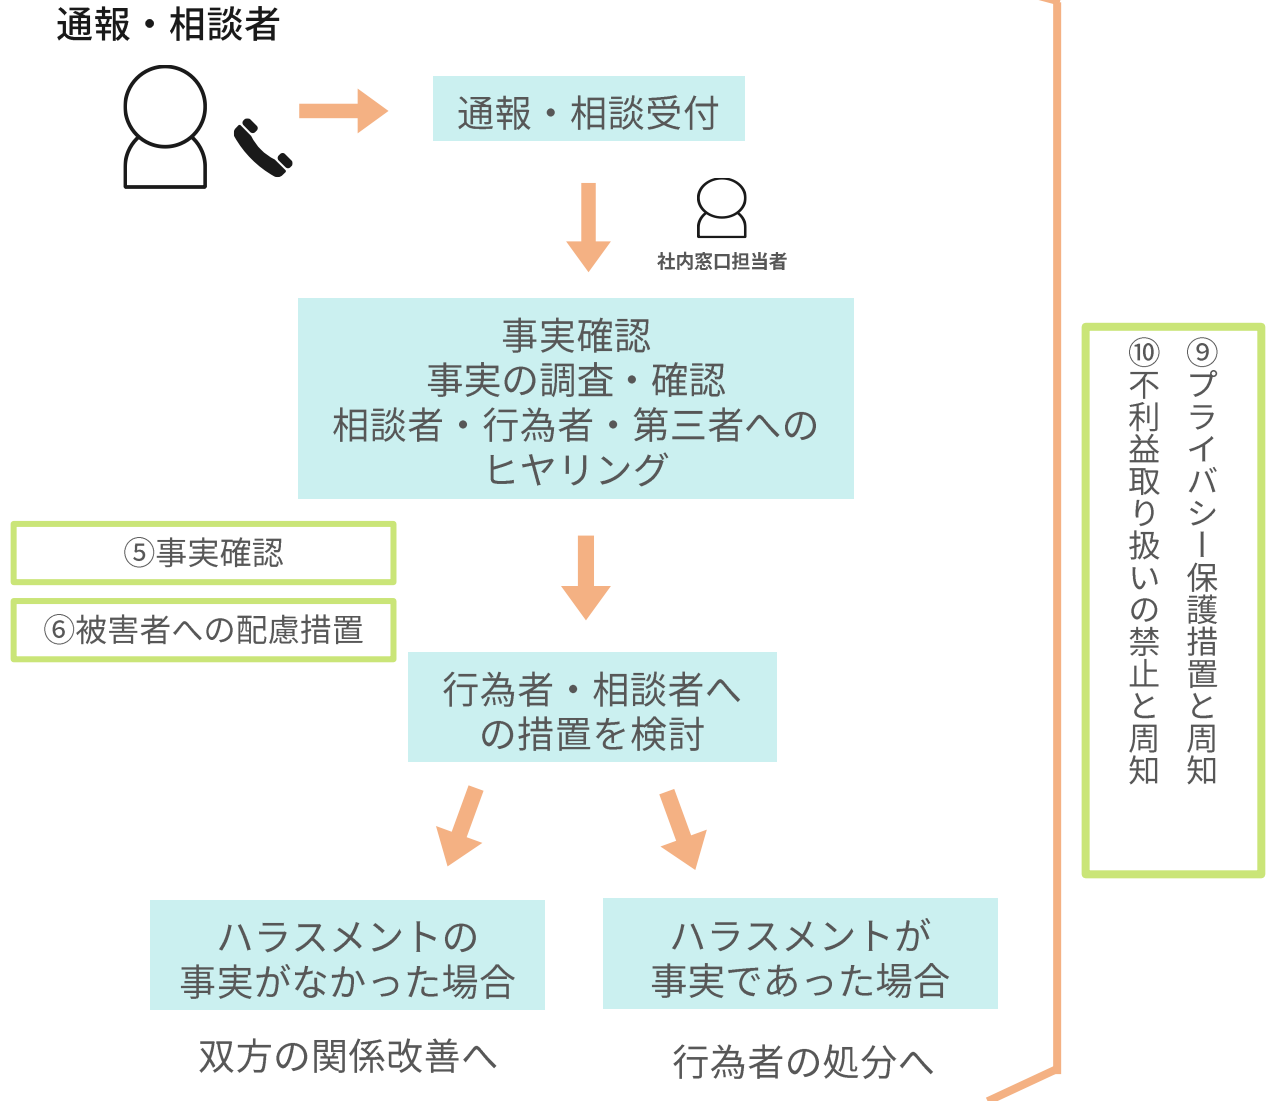 通報・相談者
通報・相談受付
社内窓口担当者
事実確認
事実の調査・確認
相談者・行為者・第三者への
ヒヤリング
⑤事実確認
⑥被害者への配慮措置
行為者・相談者へ
の措置を検討
ハラスメントの
事実がなかった場合
双方の関係改善へ
ハラスメントが
事実であった場合
行為者の処分へ
⑨プライバシー保護措置と周知
⑩不利益取り扱いの禁止と周知